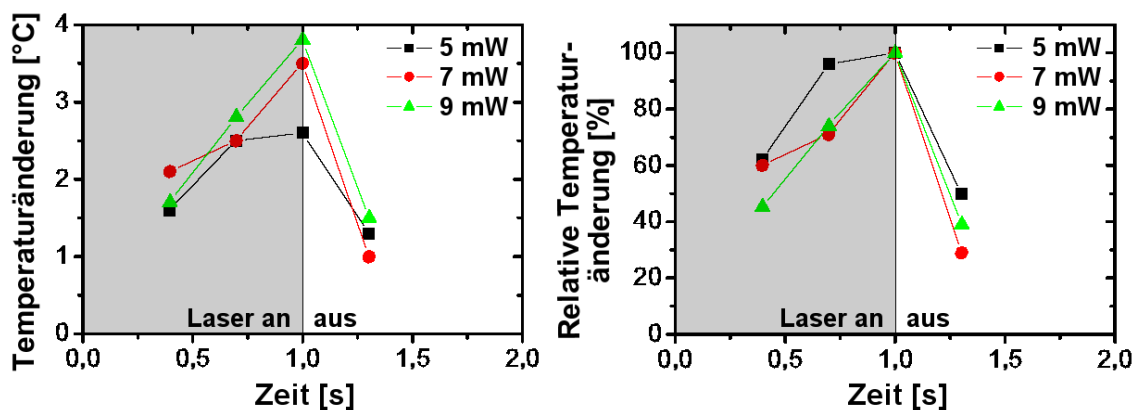 Temperaturänderung [°C]
4
3
2
1
0
5 mW
7 mW
9 mW
Laser an aus
0,0 0,5 1,0 1,5 2,0
Zeit [s]
Relative Temperatur-
änderung [%]
100
80
60
40
20
0
5 mW
7 mW
9 mW
Laser an aus
0,0 0,5 1,0 1,5 2,0
Zeit [s]